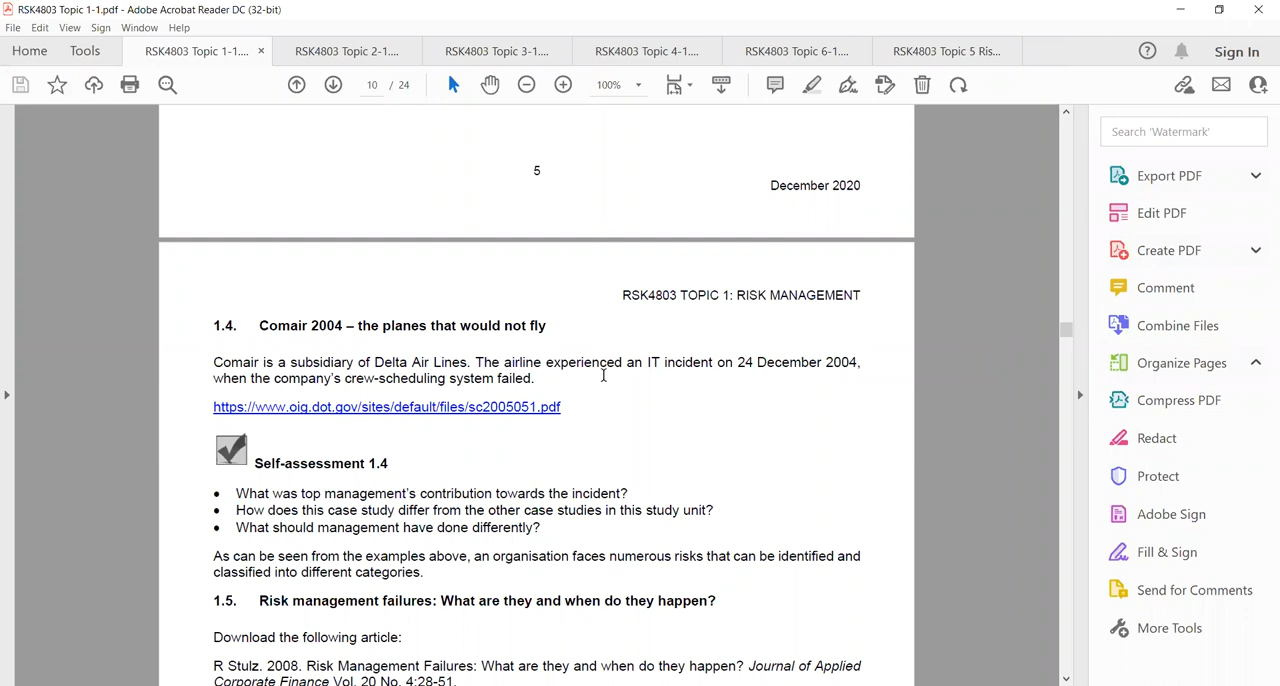 RSK4803 Topic 1-1.pdf - Adobe Acrobat Reader DC (32-bit)
File Edit View Sign Window Help
Home Tools RSK4803 Topic 1-1.... × RSK4803 Topic 2-1.... RSK4803 Topic 3-1.... RSK4803 Topic 4-1.... RSK4803 Topic 6-1.... RSK4803 Topic 5 Ris... Sign In
10 / 24 100%
5
December 2020
RSK4803 TOPIC 1: RISK MANAGEMENT
1.4. Comair 2004 – the planes that would not fly
Comair is a subsidiary of Delta Air Lines. The airline experienced an IT incident on 24 December 2004,
when the company's crew-scheduling system failed.
https://www.oig.dot.gov/sites/default/files/sc2005051.pdf
Self-assessment 1.4
• What was top management's contribution towards the incident?
• How does this case study differ from the other case studies in this study unit?
• What should management have done differently?
As can be seen from the examples above, an organisation faces numerous risks that can be identified and
classified into different categories.
1.5. Risk management failures: What are they and when do they happen?
Download the following article:
R Stulz. 2008. Risk Management Failures: What are they and when do they happen? Journal of Applied
Corporate Finance Vol. 20 No. 4:28-51.
Search 'Watermark'
Export PDF
Edit PDF
Create PDF
Comment
Combine Files
Organize Pages
Compress PDF
Redact
Protect
Adobe Sign
Fill & Sign
Send for Comments
More Tools